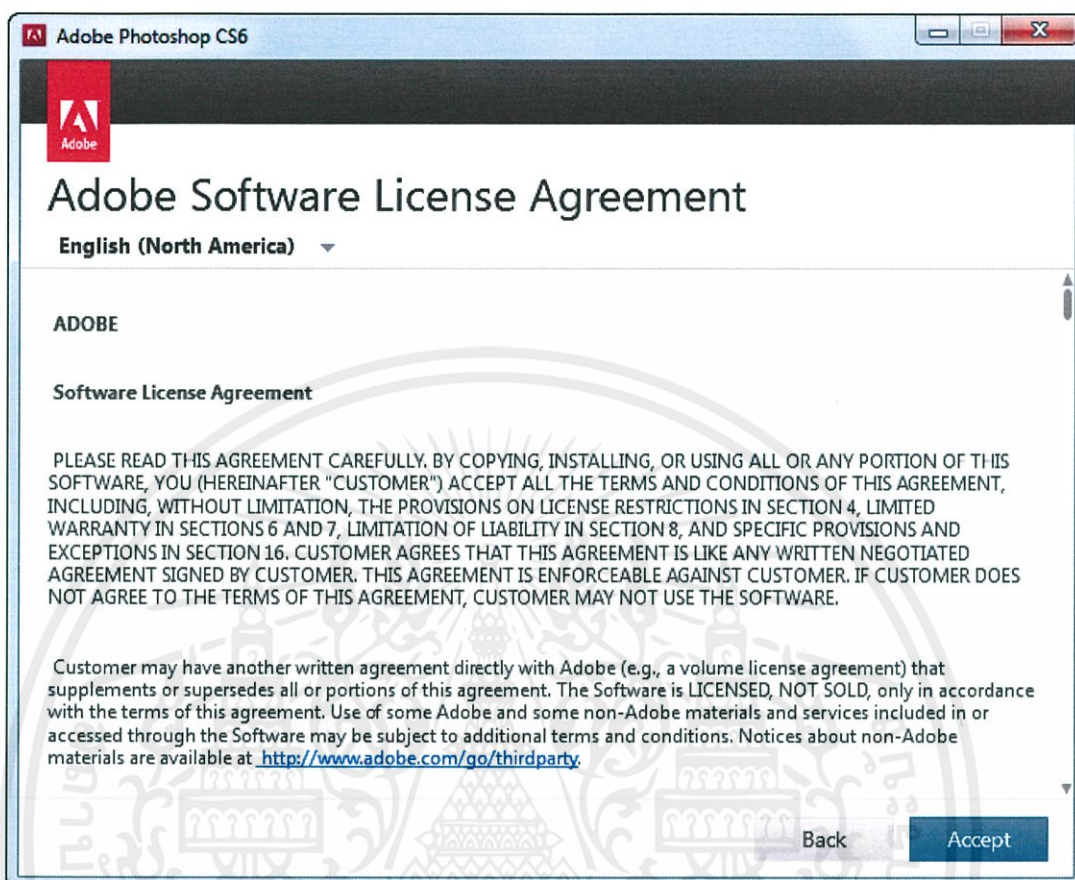 Adobe Photoshop CS6
Adobe
Adobe Software License Agreement
English (North America)
ADOBE
Software License Agreement
PLEASE READ THIS AGREEMENT CAREFULLY. BY COPYING, INSTALLING, OR USING ALL OR ANY PORTION OF THIS
SOFTWARE, YOU (HEREINAFTER "CUSTOMER") ACCEPT ALL THE TERMS AND CONDITIONS OF THIS AGREEMENT,
INCLUDING, WITHOUT LIMITATION, THE PROVISIONS ON LICENSE RESTRICTIONS IN SECTION 4, LIMITED
WARRANTY IN SECTIONS 6 AND 7, LIMITATION OF LIABILITY IN SECTION 8, AND SPECIFIC PROVISIONS AND
EXCEPTIONS IN SECTION 16. CUSTOMER AGREES THAT THIS AGREEMENT IS LIKE ANY WRITTEN NEGOTIATED
AGREEMENT SIGNED BY CUSTOMER. THIS AGREEMENT IS ENFORCEABLE AGAINST CUSTOMER. IF CUSTOMER DOES
NOT AGREE TO THE TERMS OF THIS AGREEMENT, CUSTOMER MAY NOT USE THE SOFTWARE.
Customer may have another written agreement directly with Adobe (e.g., a volume license agreement) that
supplements or supersedes all or portions of this agreement. The Software is LICENSED, NOT SOLD, only in accordance
with the terms of this agreement. Use of some Adobe and some non-Adobe materials and services included in or
accessed through the Software may be subject to additional terms and conditions. Notices about non-Adobe
materials are available at http://www.adobe.com/go/thirdparty.
Back
Accept